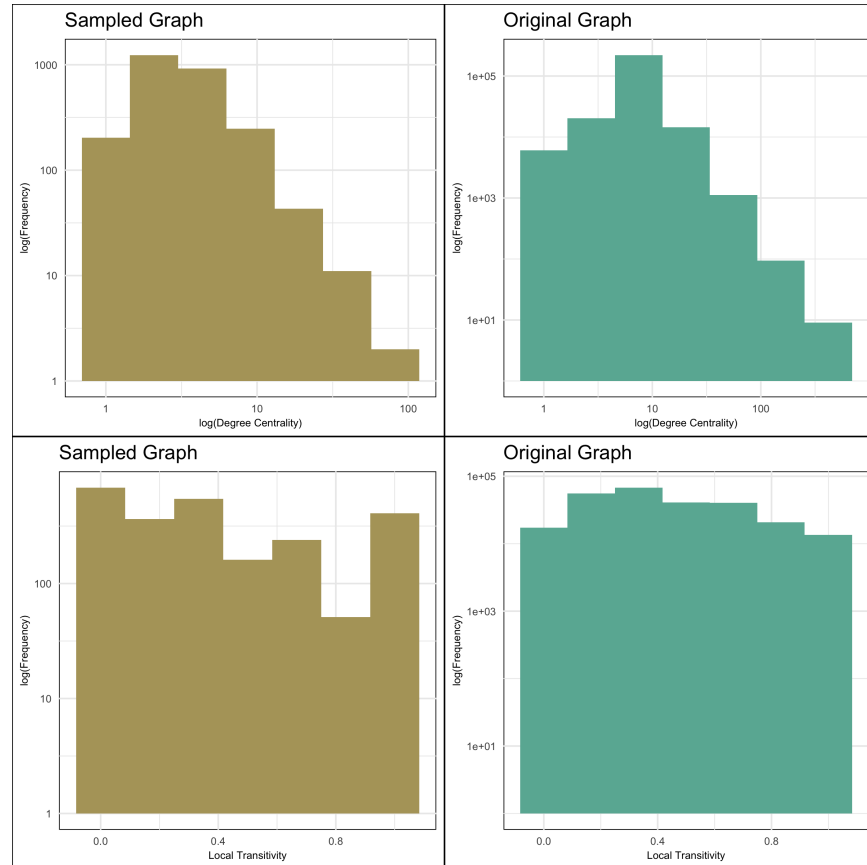 Sampled Graph
1000
100
10
1
log(Frequency)
1 10 100
log(Degree Centrality)
Original Graph
1e+05
1e+03
1e+01
log(Frequency)
1 10 100
log(Degree Centrality)
Sampled Graph
100
10
1
log(Frequency)
0.0 0.4 0.8
Local Transitivity
Original Graph
1e+05
1e+03
1e+01
log(Frequency)
0.0 0.4 0.8
Local Transitivity